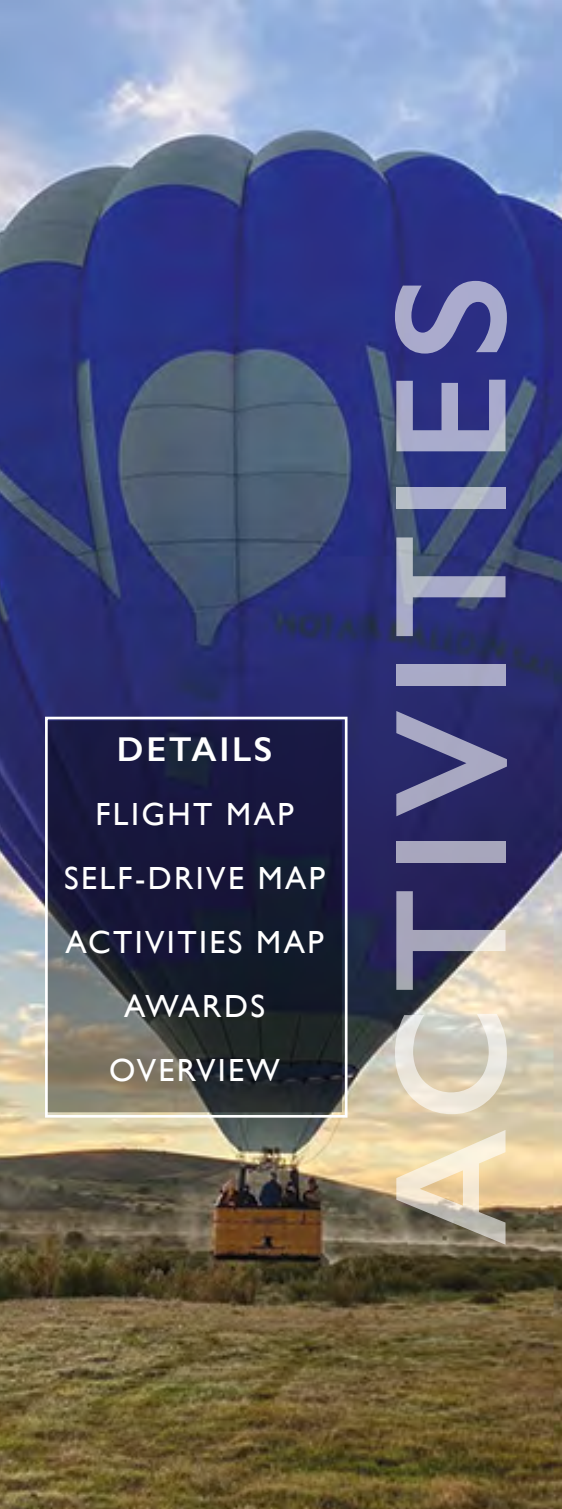 ACTIVITIES
DETAILS
FLIGHT MAP
SELF-DRIVE MAP
ACTIVITIES MAP
AWARDS
OVERVIEW